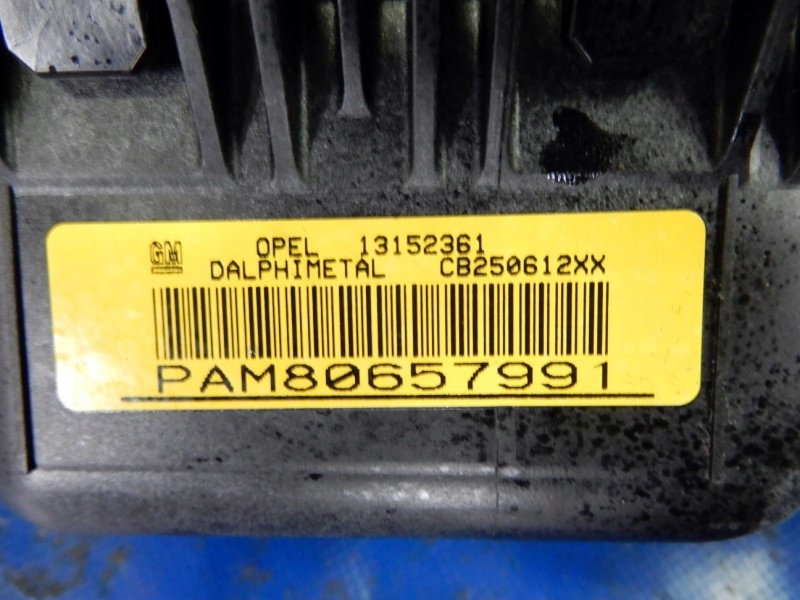 GM OPEL 13152361
DALPHIMETAL CB250612XX
PAM80657991